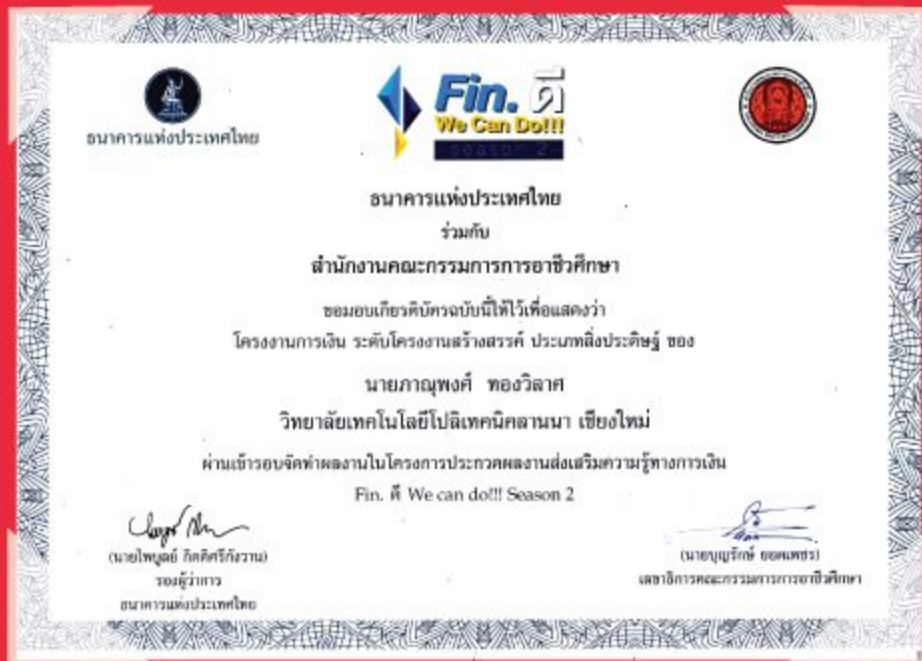 ธนาคารแห่งประเทศไทย
Fin. ดี
We Can Do!!!
season 2
ธนาคารแห่งประเทศไทย
ร่วมกับ
สำนักงานคณะกรรมการการอาชีวศึกษา
ขอมอบเกียรติบัตรฉบับนี้ให้ไว้เพื่อแสดงว่า
โครงงานการเงิน ระดับโครงงานสร้างสรรค์ ประเภทสิ่งประดิษฐ์ ของ
นายภาณุพงศ์ ทองวิลาศ
วิทยาลัยเทคโนโลยีโปลิเทคนิคลานนา เชียงใหม่
ผ่านเข้ารอบจัดทำผลงานในโครงการประกวดผลงานส่งเสริมความรู้ทางการเงิน
Fin. ดี We can do!!! Season 2
(นายไพบูลย์ กิตติศรีกังวาน)
รองผู้ว่าการ
ธนาคารแห่งประเทศไทย
(นายบุญรักษ์ ยอดเพชร)
เลขาธิการคณะกรรมการการอาชีวศึกษา